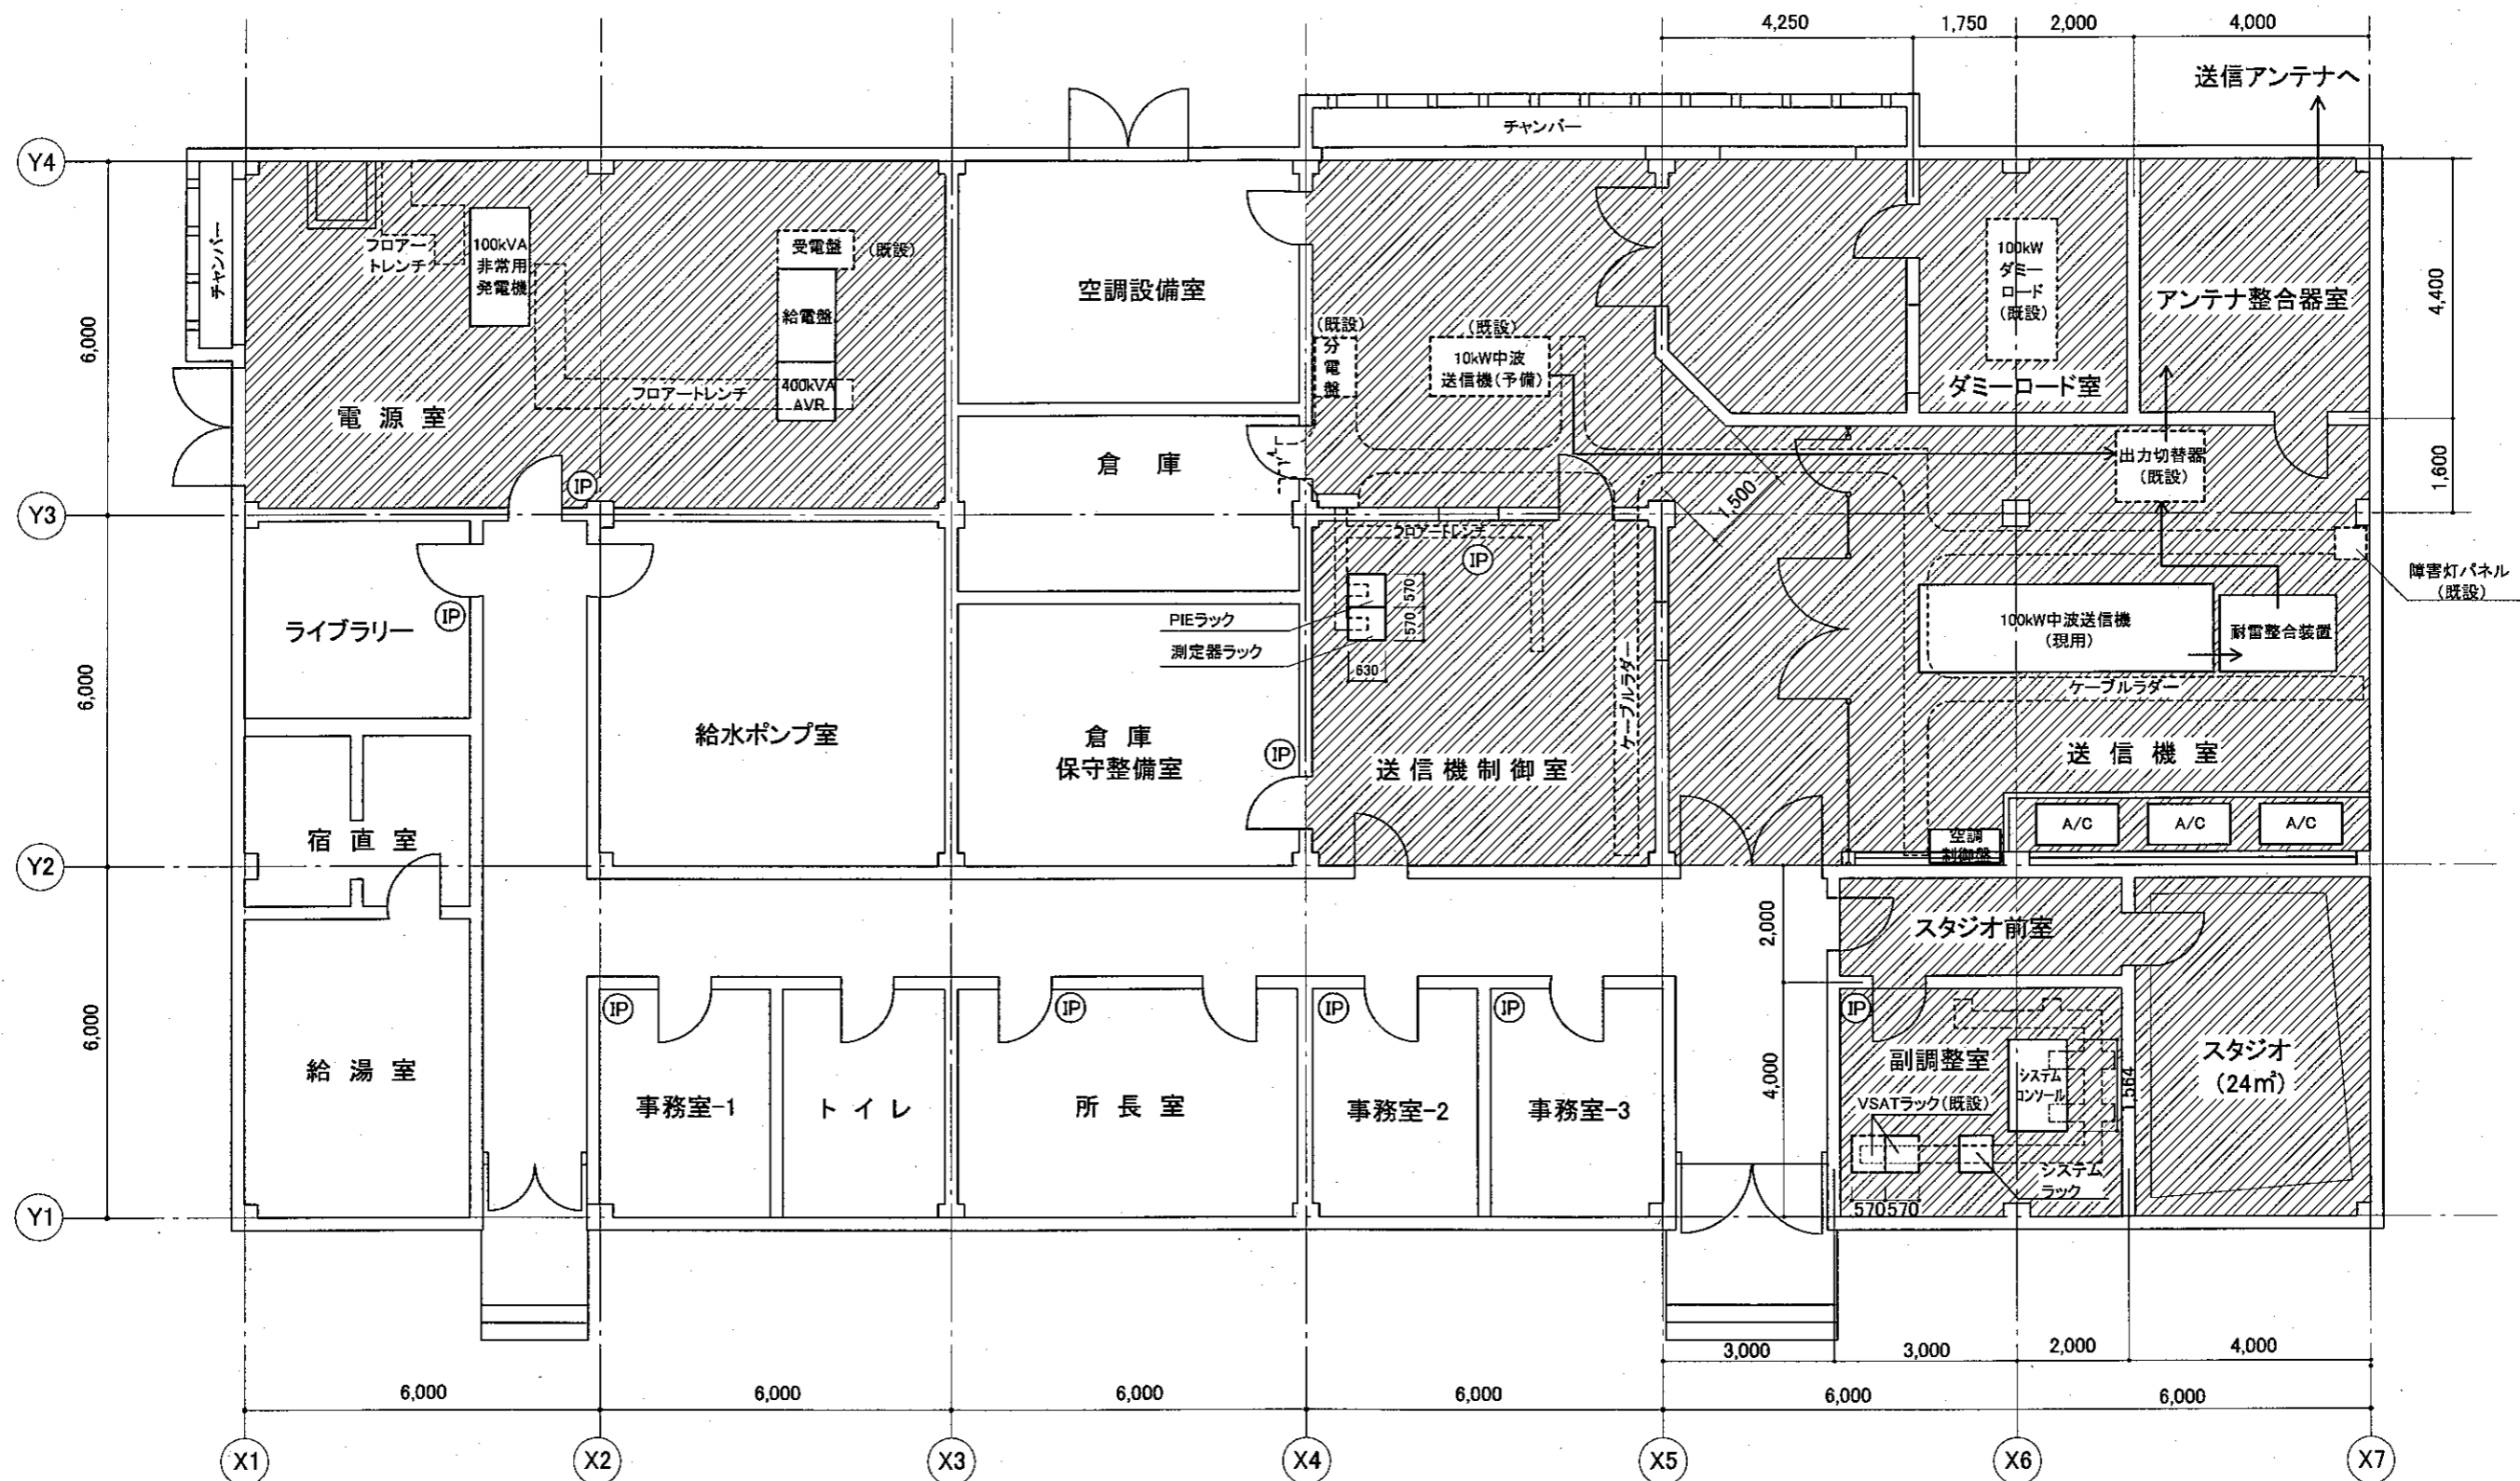 4,250
1,750
2,000
4,000
送信アンテナへ
チャンバー
Y4
チャンバー
フロアー
トレンチ
100kVA
非常用
発電機
受電盤
(既設)
給電盤
400kVA
AVR
フロアートレンチ
電源室
空調設備室
(既設)
分
電
盤
(既設)
10kW中波
送信機(予備)
100kW
ダミー
ロード
(既設)
ダミーロード室
アンテナ整合器室
4,400
6,000
倉庫
出力切替器
(既設)
1,600
1,500
IP
Y3
フロアートレンチ
IP
障害灯パネル
(既設)
ライブラリー
IP
PIEラック
測定器ラック
570
570
630
ケーブルラダー
100kW中波送信機
(現用)
耐雷整合装置
ケーブルラダー
6,000
給水ポンプ室
倉庫
保守整備室
IP
送信機制御室
送信機室
宿直室
A/C
A/C
A/C
空調
制御盤
Y2
2,000
スタジオ前室
IP
IP
IP
IP
IP
6,000
給湯室
事務室-1
トイレ
所長室
事務室-2
事務室-3
4,000
副調整室
システム
コンソール
1,564
スタジオ
(24㎡)
VSATラック(既設)
システム
ラック
570
570
Y1
3,000
3,000
2,000
4,000
6,000
6,000
6,000
6,000
6,000
6,000
X1
X2
X3
X4
X5
X6
X7